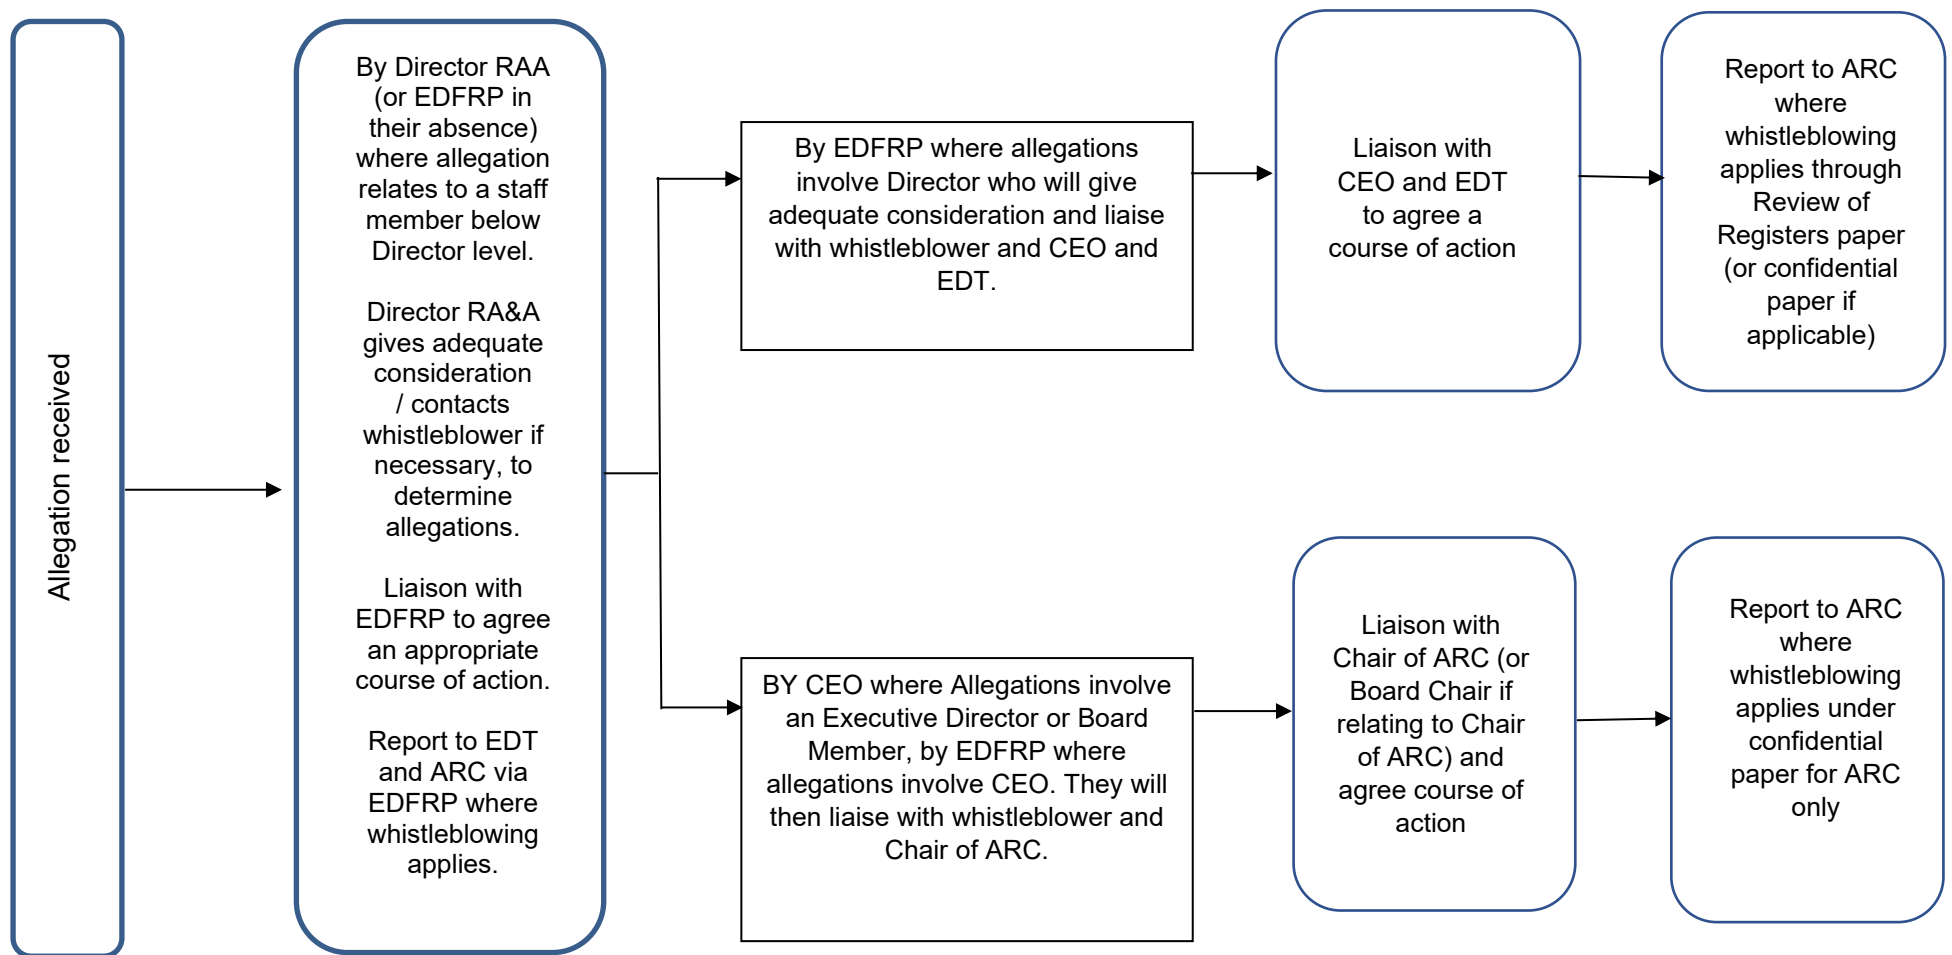 Allegation received
By Director RAA
(or EDFRP in
their absence)
where allegation
relates to a staff
member below
Director level.
Director RA&A
gives adequate
consideration
/ contacts
whistleblower if
necessary, to
determine
allegations.
Liaison with
EDFRP to agree
an appropriate
course of action.
Report to EDT
and ARC via
EDFRP where
whistleblowing
applies.
By EDFRP where allegations
involve Director who will give
adequate consideration and liaise
with whistleblower and CEO and
EDT.
Liaison with
CEO and EDT
to agree a
course of action
Report to ARC
where
whistleblowing
applies through
Review of
Registers paper
(or confidential
paper if
applicable)
BY CEO where Allegations involve
an Executive Director or Board
Member, by EDFRP where
allegations involve CEO. They will
then liaise with whistleblower and
Chair of ARC.
Liaison with
Chair of ARC (or
Board Chair if
relating to Chair
of ARC) and
agree course of
action
Report to ARC
where
whistleblowing
applies under
confidential
paper for ARC
only